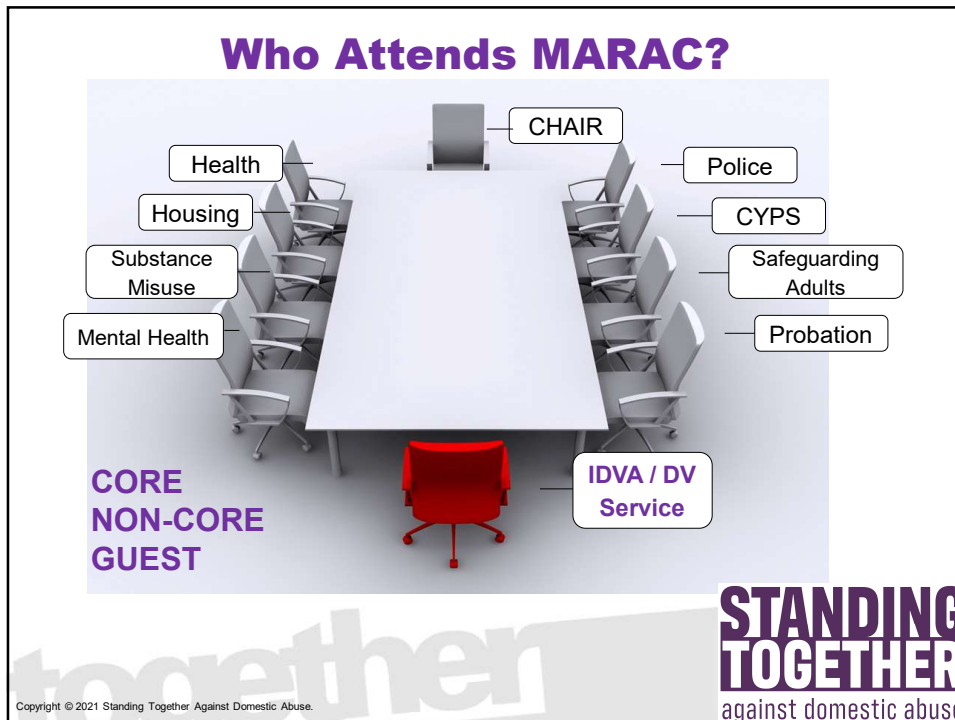 Who Attends MARAC?
CHAIR
Health
Police
Housing
CYPS
Substance
Misuse
Safeguarding
Adults
Mental Health
Probation
IDVA / DV
Service
CORE
NON-CORE
GUEST
together
STANDING
TOGETHER
against domestic abuse
Copyright © 2021 Standing Together Against Domestic Abuse.